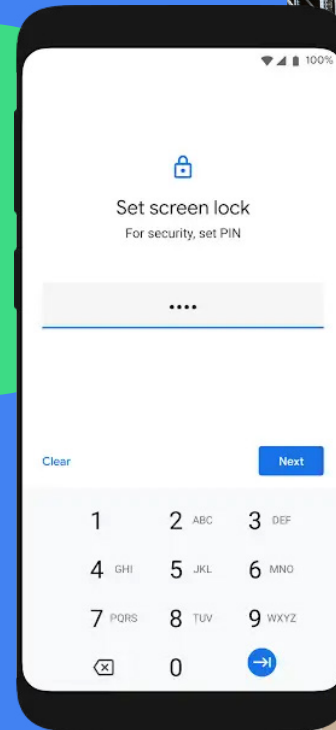 100%
Set screen lock
For security, set PIN
••••
Clear
Next
1
2 ABC
3 DEF
4 GHI
5 JKL
6 MNO
7 PQRS
8 TUV
9 WXYZ
0